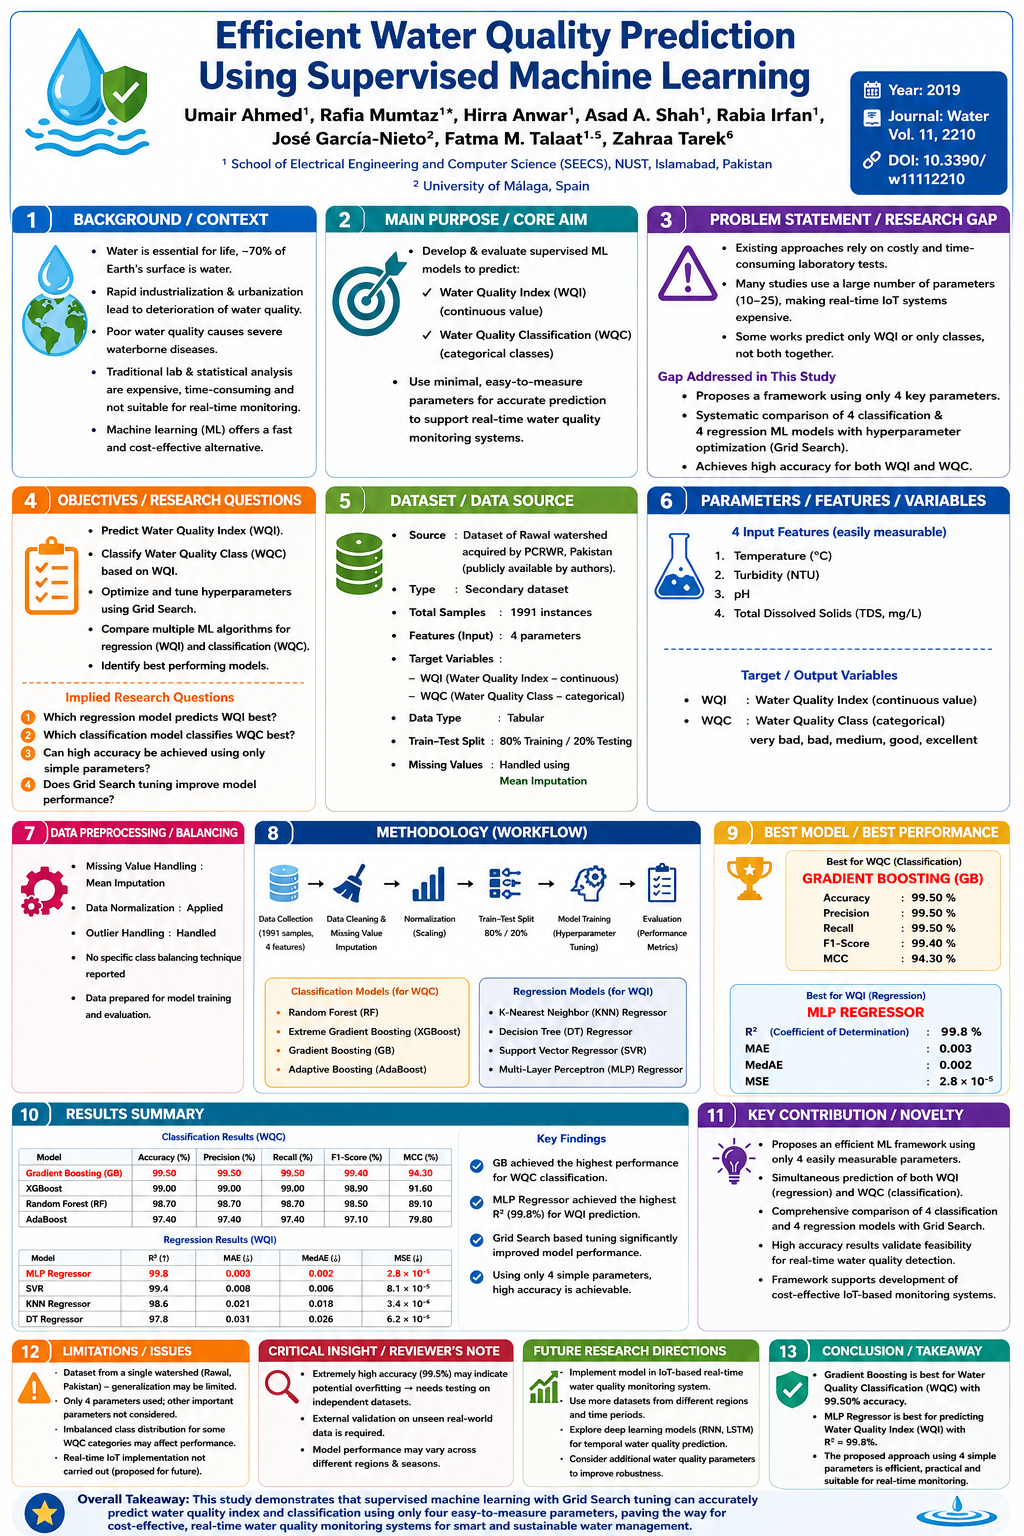 Efficient Water Quality Prediction
Using Supervised Machine Learning
Umair Ahmed¹, Rafia Mumtaz¹*, Hirra Anwar¹, Asad A. Shah¹, Rabia Irfan¹,
José García-Nieto², Fatma M. Talaat¹·⁵, Zahraa Tarek⁶
¹ School of Electrical Engineering and Computer Science (SEECS), NUST, Islamabad, Pakistan
² University of Málaga, Spain
Year: 2019
Journal: Water
Vol. 11, 2210
DOI: 10.3390/
w11112210
1 BACKGROUND / CONTEXT
• Water is essential for life, ~70% of
Earth's surface is water.
• Rapid industrialization & urbanization
lead to deterioration of water quality.
• Poor water quality causes severe
waterborne diseases.
• Traditional lab & statistical analysis
are expensive, time-consuming and
not suitable for real-time monitoring.
• Machine learning (ML) offers a fast
and cost-effective alternative.
2 MAIN PURPOSE / CORE AIM
• Develop & evaluate supervised ML
models to predict:
✓ Water Quality Index (WQI)
(continuous value)
✓ Water Quality Classification (WQC)
(categorical classes)
• Use minimal, easy-to-measure
parameters for accurate prediction
to support real-time water quality
monitoring systems.
3 PROBLEM STATEMENT / RESEARCH GAP
• Existing approaches rely on costly and time-
consuming laboratory tests.
• Many studies use a large number of parameters
(10–25), making real-time IoT systems
expensive.
• Some works predict only WQI or only classes,
not both together.
Gap Addressed in This Study
• Proposes a framework using only 4 key parameters.
• Systematic comparison of 4 classification &
4 regression ML models with hyperparameter
optimization (Grid Search).
• Achieves high accuracy for both WQI and WQC.
4 OBJECTIVES / RESEARCH QUESTIONS
• Predict Water Quality Index (WQI).
• Classify Water Quality Class (WQC)
based on WQI.
• Optimize and tune hyperparameters
using Grid Search.
• Compare multiple ML algorithms for
regression (WQI) and classification (WQC).
• Identify best performing models.
Implied Research Questions
1 Which regression model predicts WQI best?
2 Which classification model classifies WQC best?
3 Can high accuracy be achieved using only
simple parameters?
4 Does Grid Search tuning improve model
performance?
5 DATASET / DATA SOURCE
• Source : Dataset of Rawal watershed
acquired by PCRWR, Pakistan
(publicly available by authors).
• Type : Secondary dataset
• Total Samples : 1991 instances
• Features (Input) : 4 parameters
• Target Variables :
– WQI (Water Quality Index – continuous)
– WQC (Water Quality Class – categorical)
• Data Type : Tabular
• Train–Test Split : 80% Training / 20% Testing
• Missing Values : Handled using
Mean Imputation
6 PARAMETERS / FEATURES / VARIABLES
4 Input Features (easily measurable)
1. Temperature (°C)
2. Turbidity (NTU)
3. pH
4. Total Dissolved Solids (TDS, mg/L)
Target / Output Variables
• WQI : Water Quality Index (continuous value)
• WQC : Water Quality Class (categorical)
very bad, bad, medium, good, excellent
7 DATA PREPROCESSING / BALANCING
• Missing Value Handling :
Mean Imputation
• Data Normalization : Applied
• Outlier Handling : Handled
• No specific class balancing technique
reported
• Data prepared for model training
and evaluation.
8 METHODOLOGY (WORKFLOW)
Data Collection
(1991 samples,
4 features)
Data Cleaning &
Missing Value
Imputation
Normalization
(Scaling)
Train–Test Split
80% / 20%
Model Training
(Hyperparameter
Tuning)
Evaluation
(Performance
Metrics)
Classification Models (for WQC)
• Random Forest (RF)
• Extreme Gradient Boosting (XGBoost)
• Gradient Boosting (GB)
• Adaptive Boosting (AdaBoost)
Regression Models (for WQI)
• K-Nearest Neighbor (KNN) Regressor
• Decision Tree (DT) Regressor
• Support Vector Regressor (SVR)
• Multi-Layer Perceptron (MLP) Regressor
9 BEST MODEL / BEST PERFORMANCE
Best for WQC (Classification)
GRADIENT BOOSTING (GB)
Accuracy : 99.50 %
Precision : 99.50 %
Recall : 99.50 %
F1-Score : 99.40 %
MCC : 94.30 %
Best for WQI (Regression)
MLP REGRESSOR
R² (Coefficient of Determination) : 99.8 %
MAE : 0.003
MedAE : 0.002
MSE : 2.8 × 10⁻⁵
10 RESULTS SUMMARY
Classification Results (WQC)
Model Accuracy (%) Precision (%) Recall (%) F1-Score (%) MCC (%)
Gradient Boosting (GB) 99.50 99.50 99.50 99.40 94.30
XGBoost 99.00 99.00 99.00 98.90 91.60
Random Forest (RF) 98.70 98.70 98.70 98.50 89.10
AdaBoost 97.40 97.40 97.40 97.10 79.80
Regression Results (WQI)
Model R² (↑) MAE (↓) MedAE (↓) MSE (↓)
MLP Regressor 99.8 0.003 0.002 2.8 × 10⁻⁵
SVR 99.4 0.008 0.006 8.1 × 10⁻⁵
KNN Regressor 98.6 0.021 0.018 3.4 × 10⁻⁴
DT Regressor 97.8 0.031 0.026 6.2 × 10⁻⁴
Key Findings
GB achieved the highest performance
for WQC classification.
MLP Regressor achieved the highest
R² (99.8%) for WQI prediction.
Grid Search based tuning significantly
improved model performance.
Using only 4 simple parameters,
high accuracy is achievable.
11 KEY CONTRIBUTION / NOVELTY
• Proposes an efficient ML framework using
only 4 easily measurable parameters.
• Simultaneous prediction of both WQI
(regression) and WQC (classification).
• Comprehensive comparison of 4 classification
and 4 regression models with Grid Search.
• High accuracy results validate feasibility
for real-time water quality detection.
• Framework supports development of
cost-effective IoT-based monitoring systems.
12 LIMITATIONS / ISSUES
· Dataset from a single watershed (Rawal,
Pakistan) – generalization may be limited.
· Only 4 parameters used; other important
parameters not considered.
· Imbalanced class distribution for some
WQC categories may affect performance.
· Real-time IoT implementation not
carried out (proposed for future).
CRITICAL INSIGHT / REVIEWER'S NOTE
• Extremely high accuracy (99.5%) may indicate
potential overfitting → needs testing on
independent datasets.
• External validation on unseen real-world
data is required.
• Model performance may vary across
different regions & seasons.
FUTURE RESEARCH DIRECTIONS
· Implement model in IoT-based real-time
water quality monitoring system.
· Use more datasets from different regions
and time periods.
· Explore deep learning models (RNN, LSTM)
for temporal water quality prediction.
· Consider additional water quality parameters
to improve robustness.
13 CONCLUSION / TAKEAWAY
• Gradient Boosting is best for Water
Quality Classification (WQC) with
99.50% accuracy.
• MLP Regressor is best for predicting
Water Quality Index (WQI) with
R² = 99.8%.
• The proposed approach using 4 simple
parameters is efficient, practical and
suitable for real-time monitoring.
Overall Takeaway: This study demonstrates that supervised machine learning with Grid Search tuning can accurately
predict water quality index and classification using only four easy-to-measure parameters, paving the way for
cost-effective, real-time water quality monitoring systems for smart and sustainable water management.